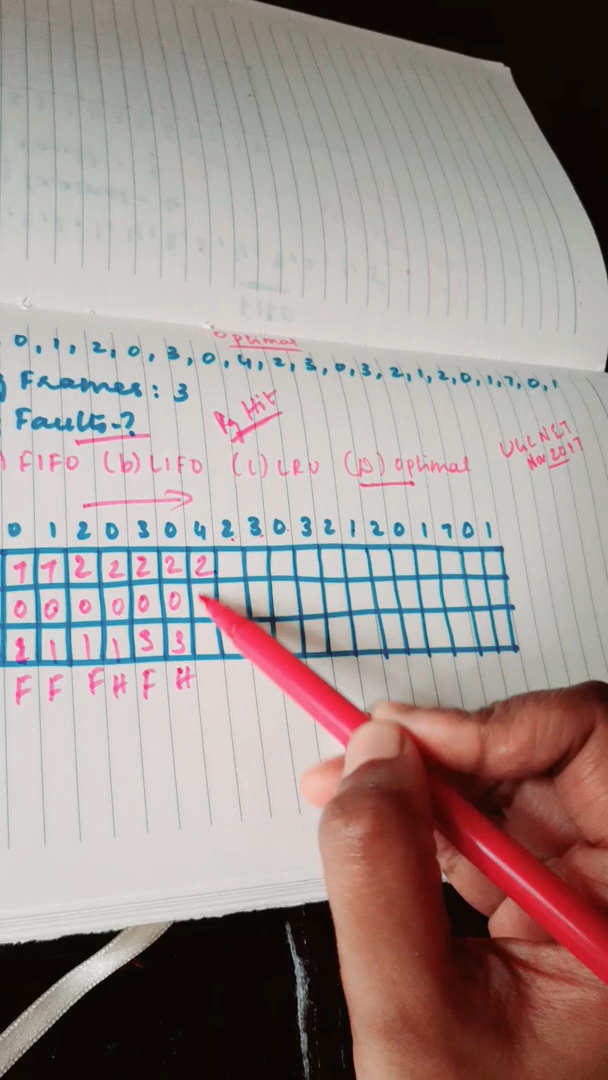 Optimal
0, 1, 2, 0, 3, 0, 4, 2, 3, 0, 3, 2, 1, 2, 0, 1, 7, 0, 1
Frames: 3
Faults-? Hit
FIFO (b) LIFO (C) LRU (D) Optimal UGC NET Nov 2017
0 1 2 0 3 0 4 2 3 0 3 2 1 2 0 1 7 0 1
7 7 2 2 2 2 2
0 0 0 0 0 0
1 1 1 1 3 3
F F F H F H